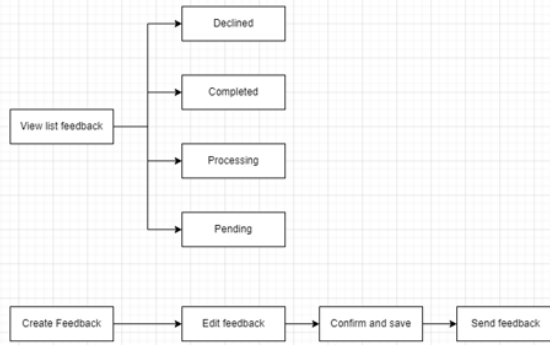 Declined
Completed
View list feedback
Processing
Pending
Create Feedback
Edit feedback
Confirm and save
Send feedback